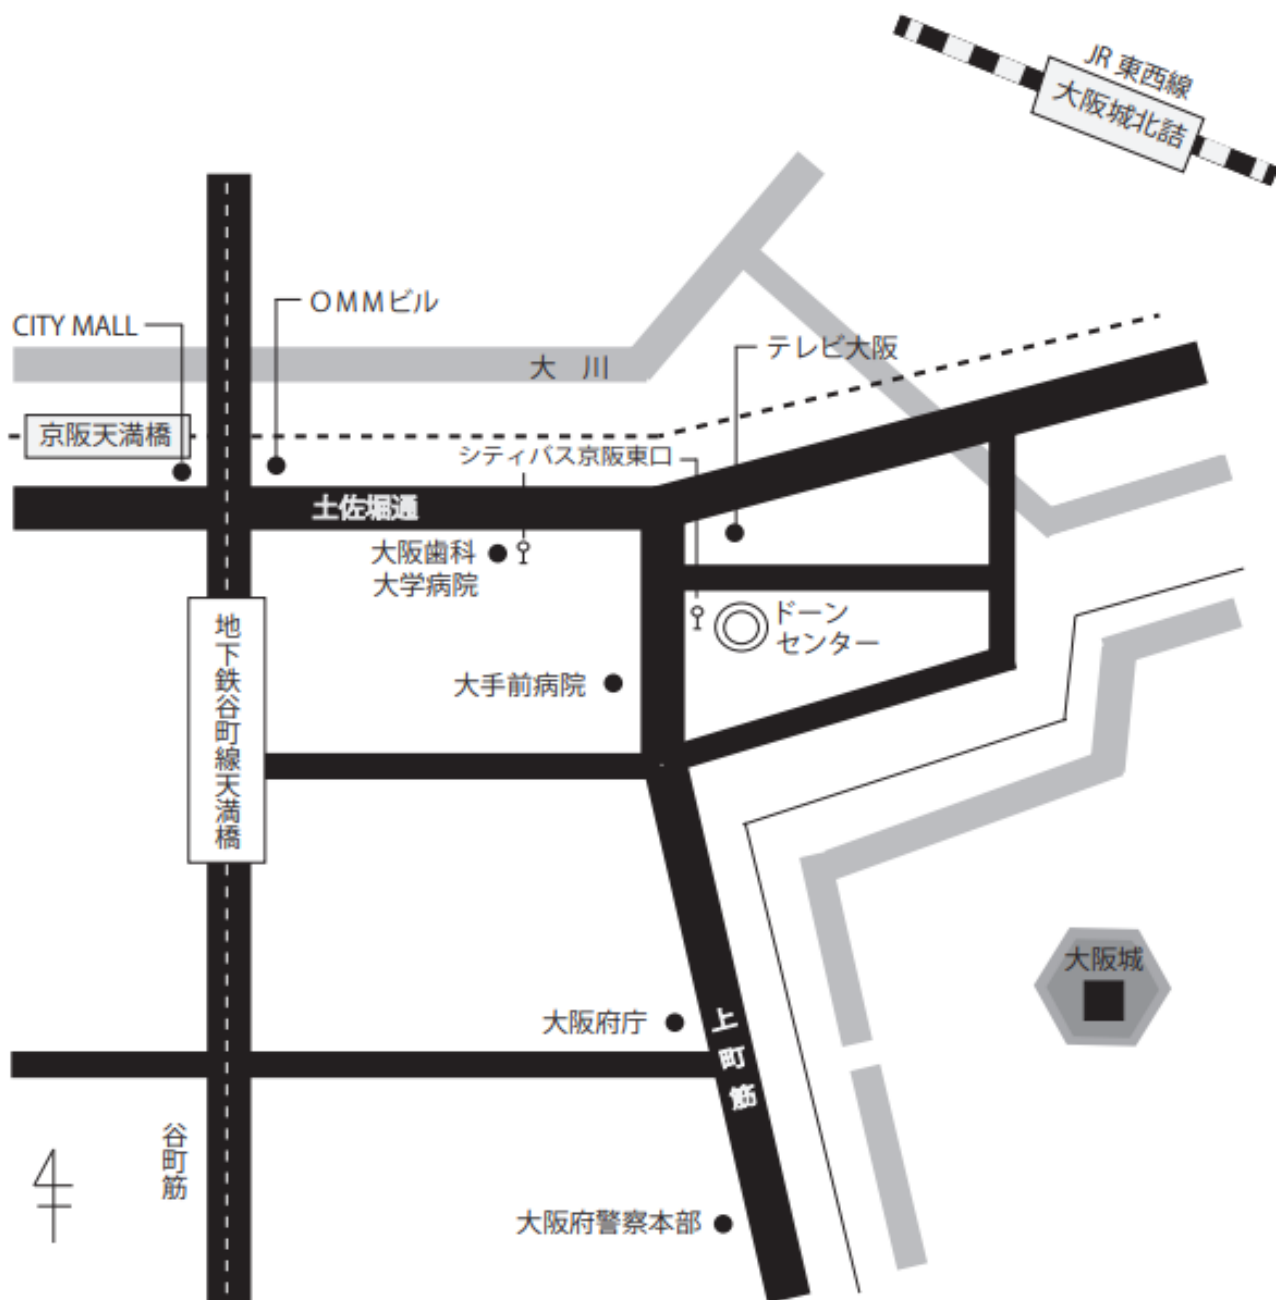 JR 東西線
大阪城北詰
OMMビル
CITY MALL
テレビ大阪
大 川
京阪天満橋
シティバス京阪東口
土佐堀通
大阪歯科
大学病院
ドーン
センター
地下鉄谷町線天満橋
大手前病院
大阪城
大阪府庁
上町筋
谷町筋
大阪府警察本部